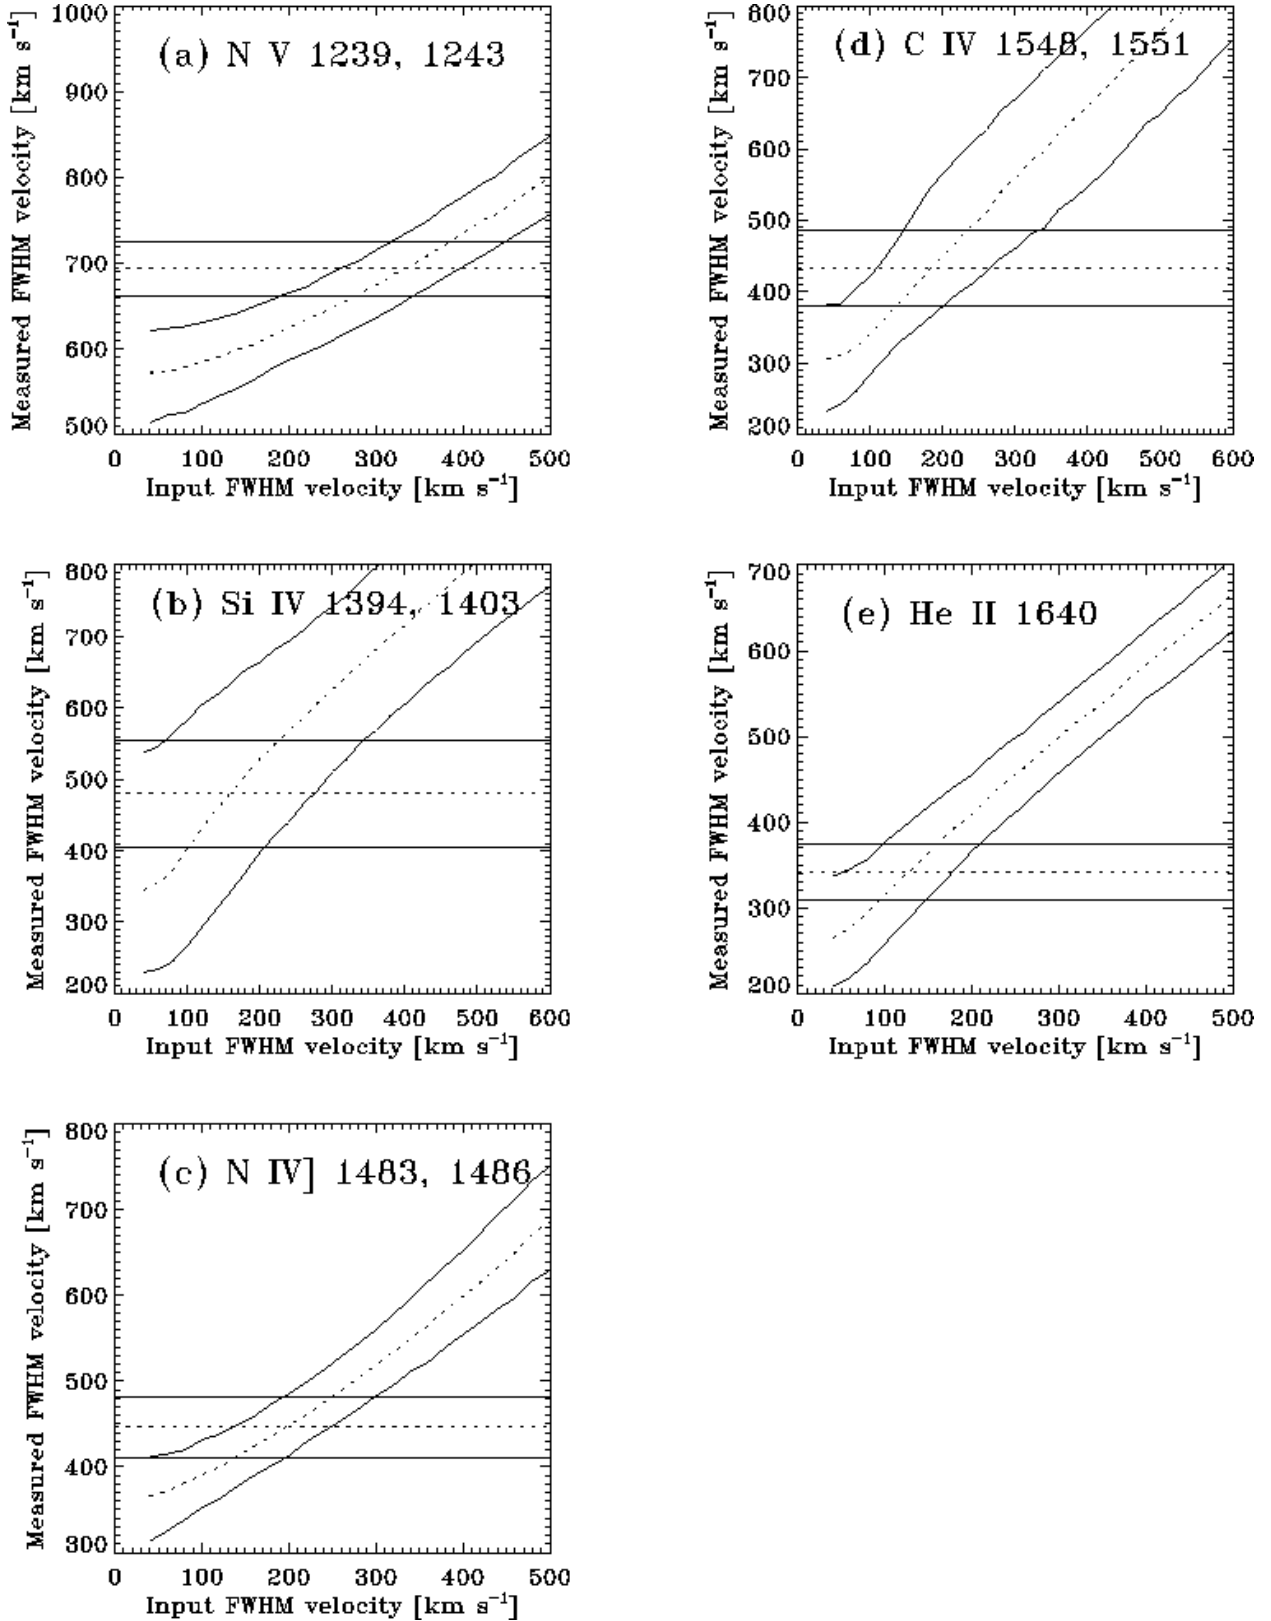 (a) N V 1239, 1243
Measured FWHM velocity [km s⁻¹]
1000
900
800
700
600
500
0 100 200 300 400 500
Input FWHM velocity [km s⁻¹]
(d) C IV 1548, 1551
Measured FWHM velocity [km s⁻¹]
800
700
600
500
400
300
200
0 100 200 300 400 500 600
Input FWHM velocity [km s⁻¹]
(b) Si IV 1394, 1403
Measured FWHM velocity [km s⁻¹]
800
700
600
500
400
300
200
0 100 200 300 400 500 600
Input FWHM velocity [km s⁻¹]
(e) He II 1640
Measured FWHM velocity [km s⁻¹]
700
600
500
400
300
200
0 100 200 300 400 500
Input FWHM velocity [km s⁻¹]
(c) N IV] 1483, 1486
Measured FWHM velocity [km s⁻¹]
800
700
600
500
400
300
0 100 200 300 400 500
Input FWHM velocity [km s⁻¹]